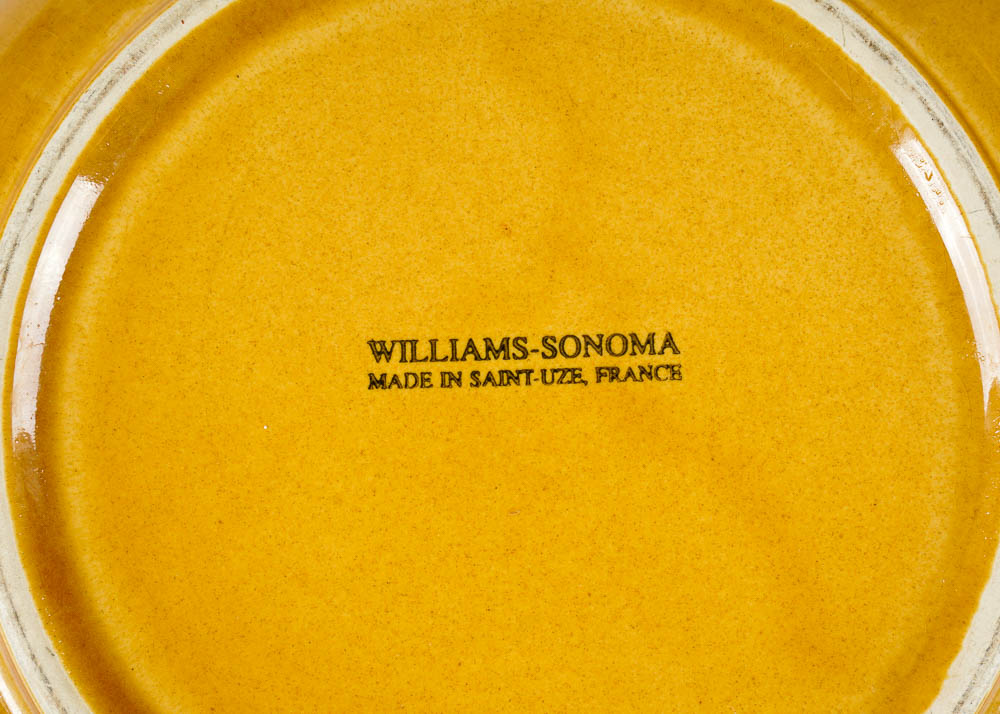 WILLIAMS-SONOMA
MADE IN SAINT-UZE, FRANCE